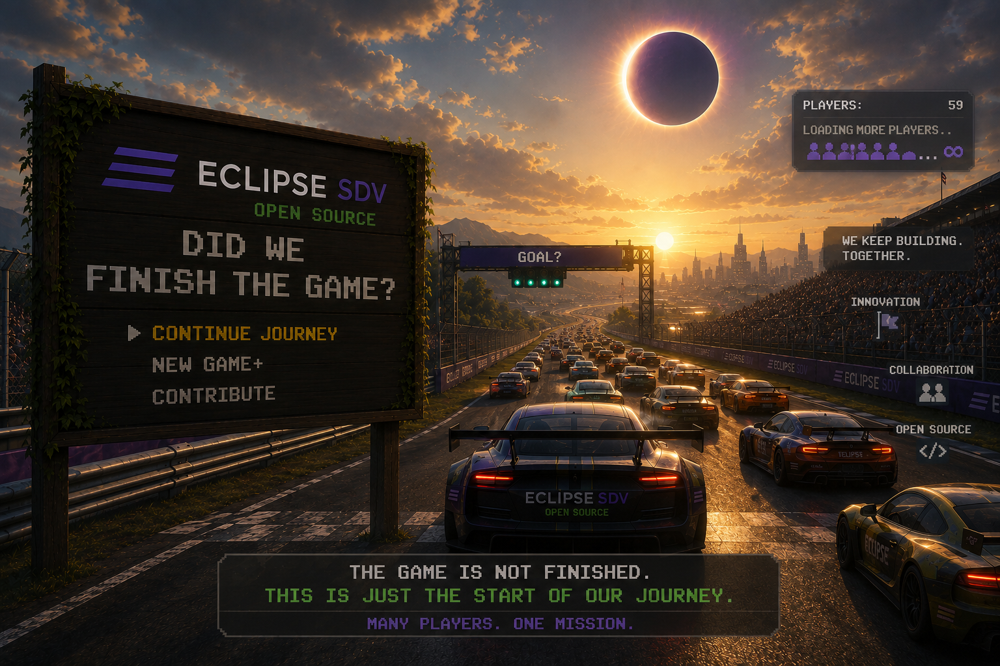 ECLIPSE SDV
OPEN SOURCE
DID WE
FINISH THE GAME?
CONTINUE JOURNEY
NEW GAME+
CONTRIBUTE
GOAL?
PLAYERS: 59
LOADING MORE PLAYERS..
... ∞
WE KEEP BUILDING.
TOGETHER.
INNOVATION
COLLABORATION
OPEN SOURCE
</>
ECLIPSE SDV
ECLIPSE SDV
ECLIPSE SDV
ECLIPSE SDV
OPEN SOURCE
ECLIPSE
THE GAME IS NOT FINISHED.
THIS IS JUST THE START OF OUR JOURNEY.
MANY PLAYERS. ONE MISSION.